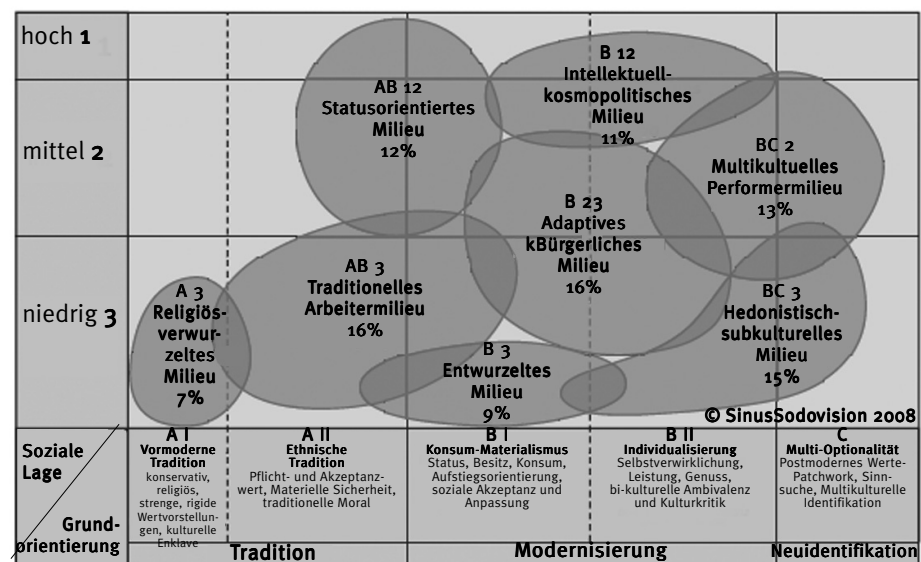 hoch 1
mittel 2
niedrig 3
AB 12
Statusorientiertes
Milieu
12%
B 12
Intellektuell-
kosmopolitisches
Milieu
11%
BC 2
Multikultuelles
Performermilieu
13%
B 23
Adaptives
kBürgerliches
Milieu
16%
A 3
Religiös-
verwur-
zeltes
Milieu
7%
AB 3
Traditionelles
Arbeitermilieu
16%
B 3
Entwurzeltes
Milieu
9%
BC 3
Hedonistisch-
subkulturelles
Milieu
15%
© SinusSodovision 2008
Soziale
Lage
Grund-
orientierung
A I
Vormoderne
Tradition
konservativ,
religiös,
strenge, rigide
Wertvorstellun-
gen, kulturelle
Enklave
A II
Ethnische
Tradition
Pflicht- und Akzeptanz-
wert, Materielle Sicherheit,
traditionelle Moral
B I
Konsum-Materialismus
Status, Besitz, Konsum,
Aufstiegsorientierung,
soziale Akzeptanz und
Anpassung
B II
Individualisierung
Selbstverwirklichung,
Leistung, Genuss,
bi-kulturelle Ambivalenz
und Kulturkritik
C
Multi-Optionalität
Postmodernes Werte-
Patchwork, Sinn-
suche, Multikulturelle
Identifikation
Tradition
Modernisierung
Neuidentifikation